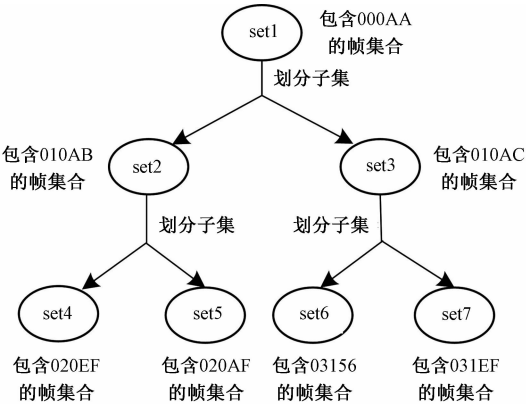 set1
包含000AA
的帧集合
划分子集
包含010AB
的帧集合
set2
set3
包含010AC
的帧集合
划分子集
划分子集
set4
set5
set6
set7
包含020EF
的帧集合
包含020AF
的帧集合
包含03156
的帧集合
包含031EF
的帧集合